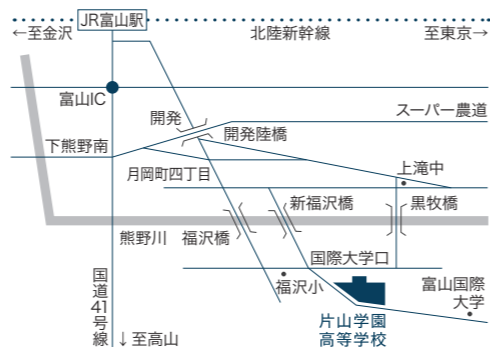 JR富山駅
←至金沢
北陸新幹線
至東京→
富山IC
スーパー農道
開発
開発陸橋
下熊野南
月岡町四丁目
上滝中
新福沢橋
黒牧橋
熊野川
福沢橋
国際大学口
福沢小
富山国際
大学
国道41号線
片山学園
高等学校
↓至高山